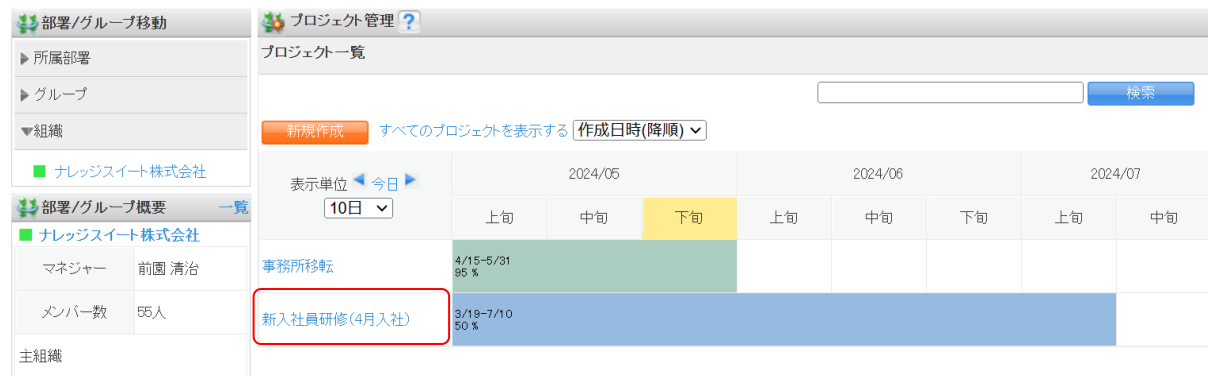 部署/グループ移動
所属部署
グループ
組織
ナレッジスイート株式会社
部署/グループ概要 一覧
ナレッジスイート株式会社
マネジャー 前園 清治
メンバー数 55人
主組織
プロジェクト管理 ?
プロジェクト一覧
検索
新規作成 すべてのプロジェクトを表示する 作成日時(降順)
表示単位 今日 2024/05 2024/06 2024/07
10日 上旬 中旬 下旬 上旬 中旬 下旬 上旬 中旬
事務所移転 4/15-5/31
95 %
新入社員研修(4月入社) 3/19-7/10
50 %